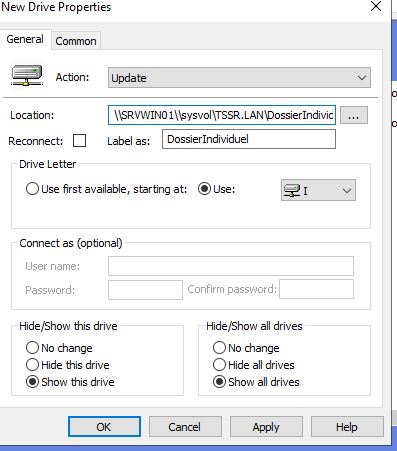 New Drive Properties
General Common
Action: Update
Location: \\SRVWIN01\\sysvol\TSSR.LAN\DossierIndivid ...
Reconnect: Label as: DossierIndividuel
Drive Letter
Use first available, starting at: Use: I
Connect as (optional)
User name:
Password: Confirm password:
Hide/Show this drive Hide/Show all drives
No change No change
Hide this drive Hide all drives
Show this drive Show all drives
OK Cancel Apply Help